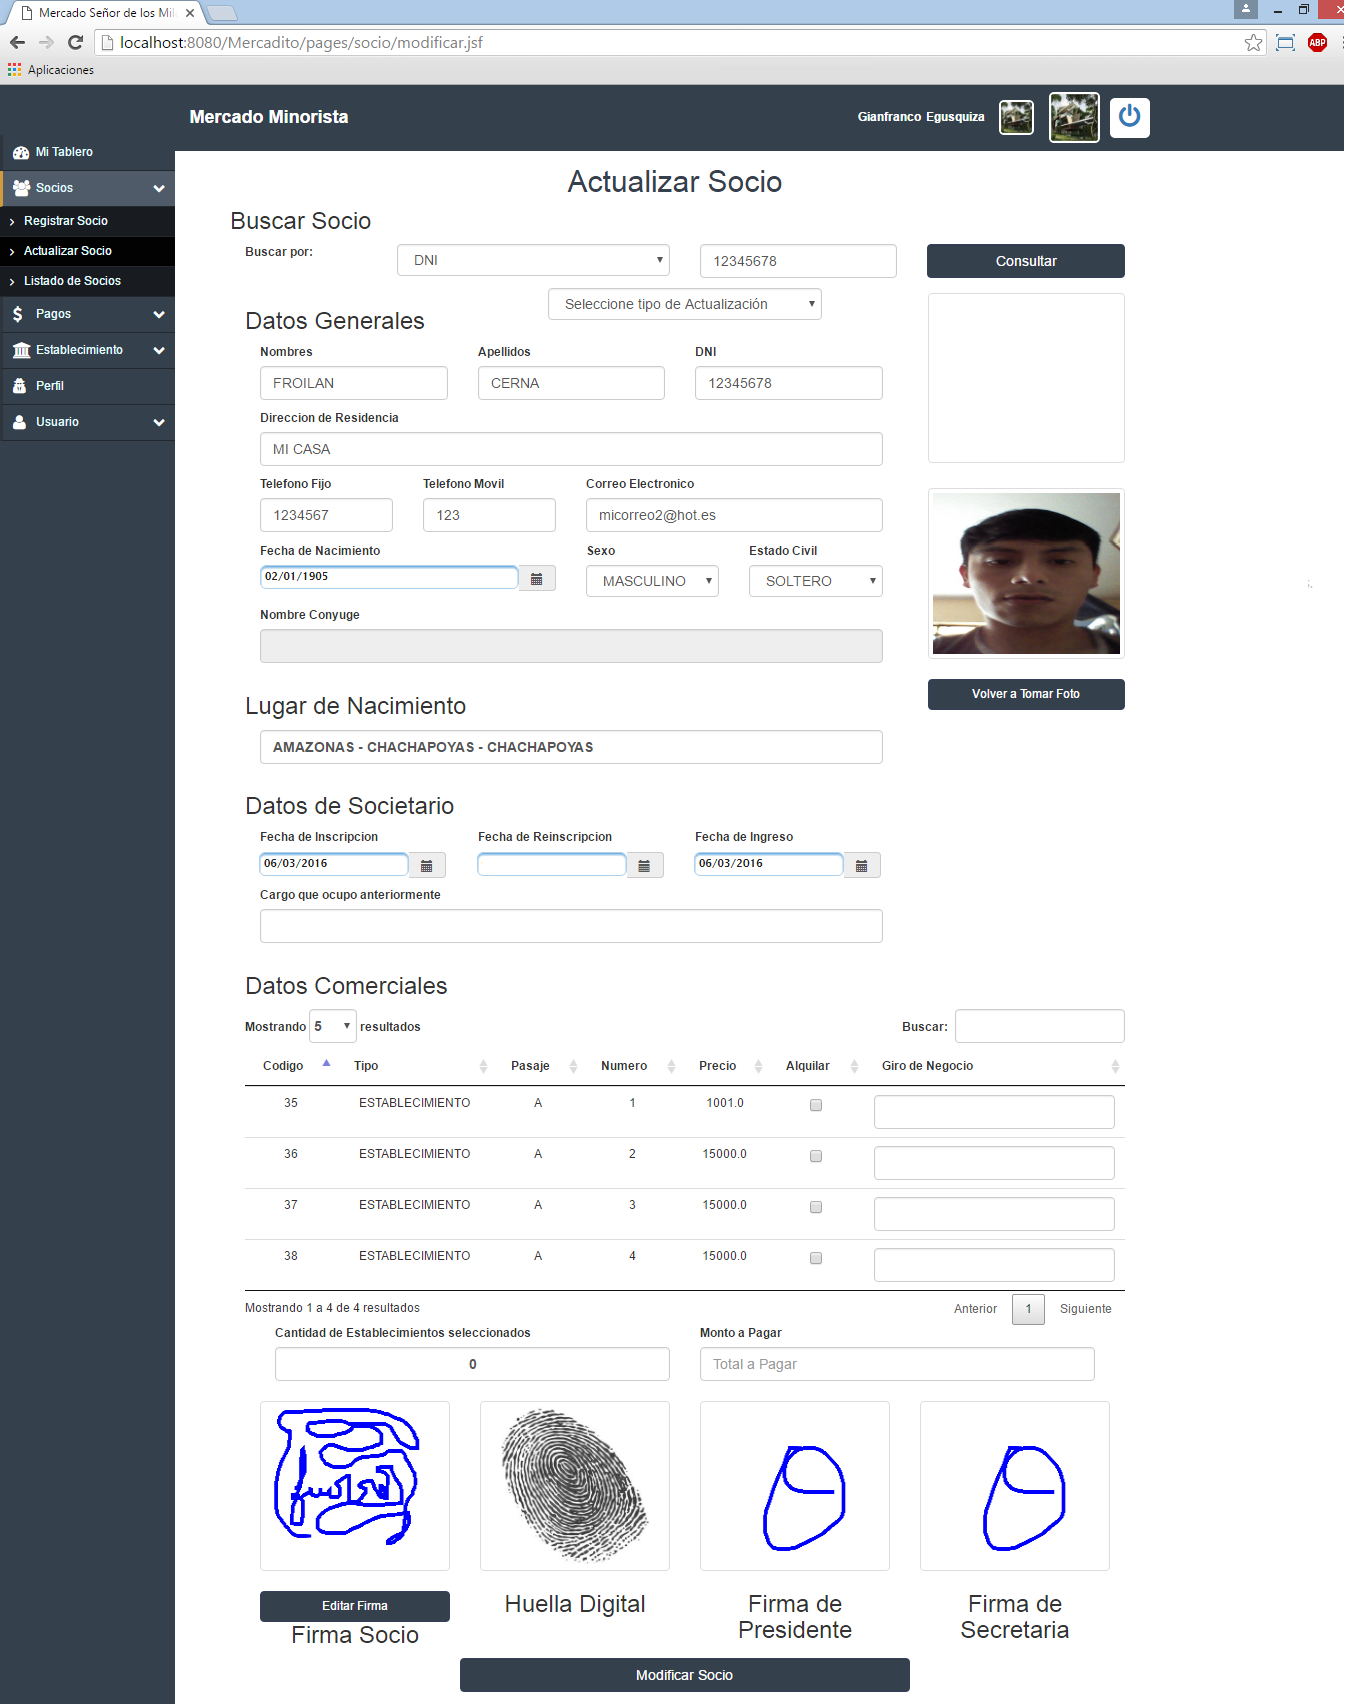 Mercado Señor de los Mil
localhost:8080/Mercadito/pages/socio/modificar.jsf
ABP
Aplicaciones
Mercado Minorista
Gianfranco Egusquiza
Mi Tablero
Socios
Registrar Socio
Actualizar Socio
Listado de Socios
Pagos
Establecimiento
Perfil
Usuario
Actualizar Socio
Buscar Socio
Buscar por: DNI 12345678 Consultar
Seleccione tipo de Actualización
Datos Generales
Nombres Apellidos DNI
FROILAN CERNA 12345678
Direccion de Residencia
MI CASA
Telefono Fijo Telefono Movil Correo Electronico
1234567 123 micorreo2@hot.es
Fecha de Nacimiento Sexo Estado Civil
02/01/1905 MASCULINO SOLTERO
Nombre Conyuge
Volver a Tomar Foto
Lugar de Nacimiento
AMAZONAS - CHACHAPOYAS - CHACHAPOYAS
Datos de Societario
Fecha de Inscripcion Fecha de Reinscripcion Fecha de Ingreso
06/03/2016 06/03/2016
Cargo que ocupo anteriormente
Datos Comerciales
Mostrando 5 resultados Buscar:
Codigo Tipo Pasaje Numero Precio Alquilar Giro de Negocio
35 ESTABLECIMIENTO A 1 1001.0
36 ESTABLECIMIENTO A 2 15000.0
37 ESTABLECIMIENTO A 3 15000.0
38 ESTABLECIMIENTO A 4 15000.0
Mostrando 1 a 4 de 4 resultados Anterior 1 Siguiente
Cantidad de Establecimientos seleccionados Monto a Pagar
0 Total a Pagar
Editar Firma
Firma Socio
Huella Digital
Firma de
Presidente
Firma de
Secretaria
Modificar Socio